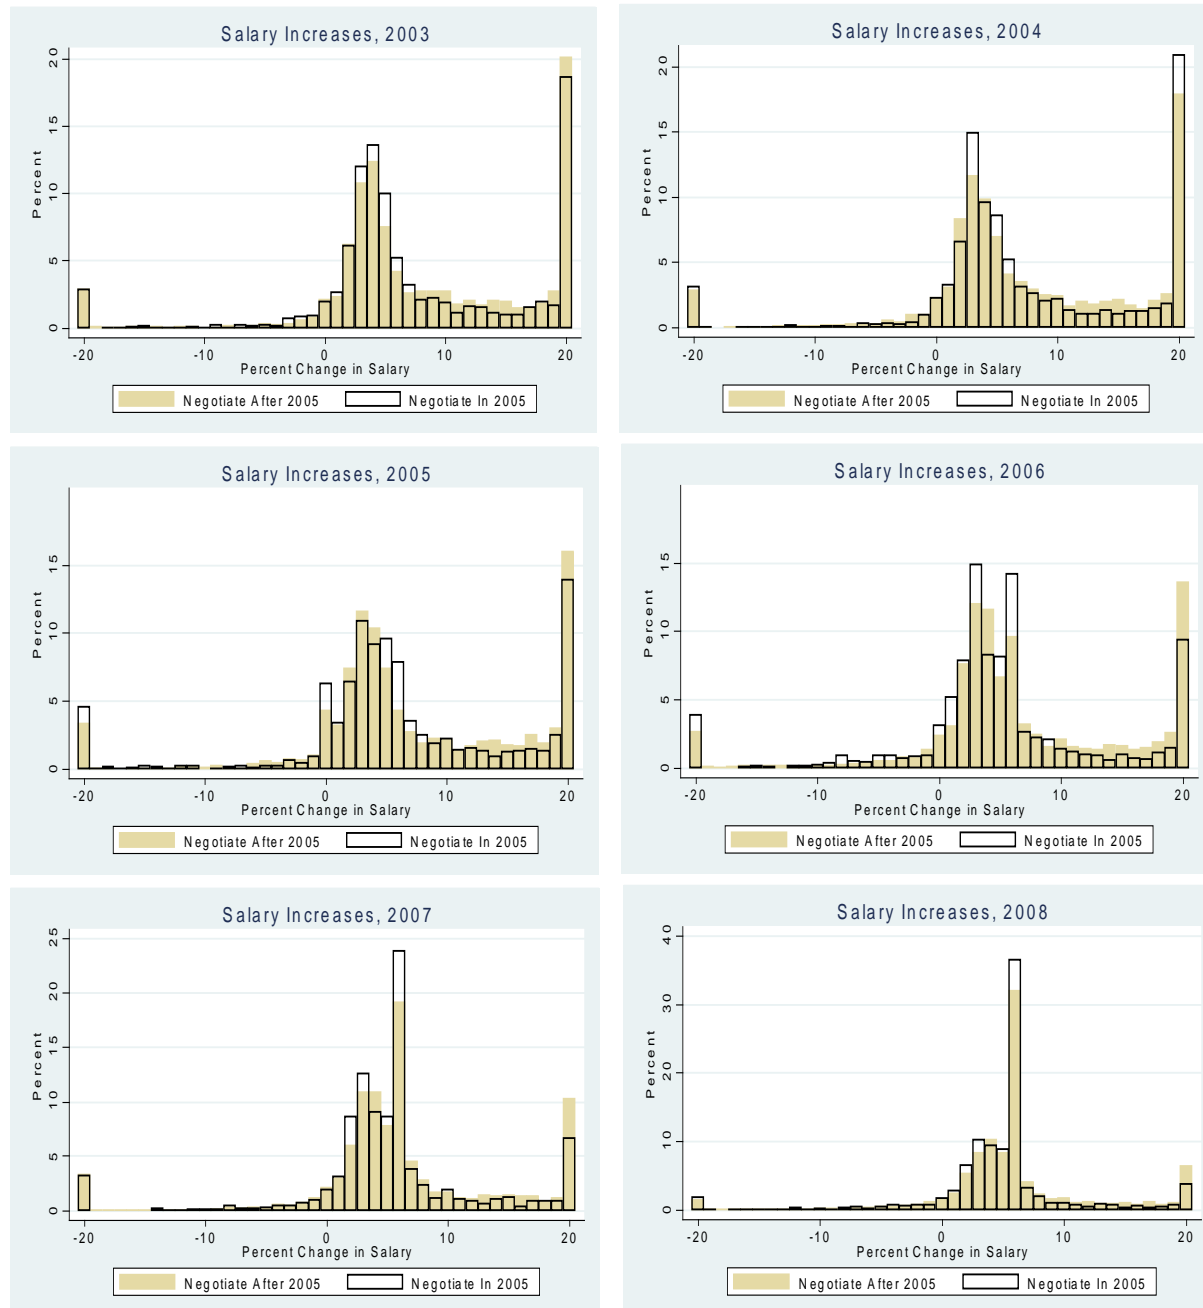 Salary Increases, 2003
20
15
10
5
0
Percent
-20 -10 0 10 20
Percent Change in Salary
Negotiate After 2005 Negotiate In 2005
Salary Increases, 2004
20
15
10
5
0
Percent
-20 -10 0 10 20
Percent Change in Salary
Negotiate After 2005 Negotiate In 2005
Salary Increases, 2005
15
10
5
0
Percent
-20 -10 0 10 20
Percent Change in Salary
Negotiate After 2005 Negotiate In 2005
Salary Increases, 2006
15
10
5
0
Percent
-20 -10 0 10 20
Percent Change in Salary
Negotiate After 2005 Negotiate In 2005
Salary Increases, 2007
25
20
15
10
5
0
Percent
-20 -10 0 10 20
Percent Change in Salary
Negotiate After 2005 Negotiate In 2005
Salary Increases, 2008
40
30
20
10
0
Percent
-20 -10 0 10 20
Percent Change in Salary
Negotiate After 2005 Negotiate In 2005